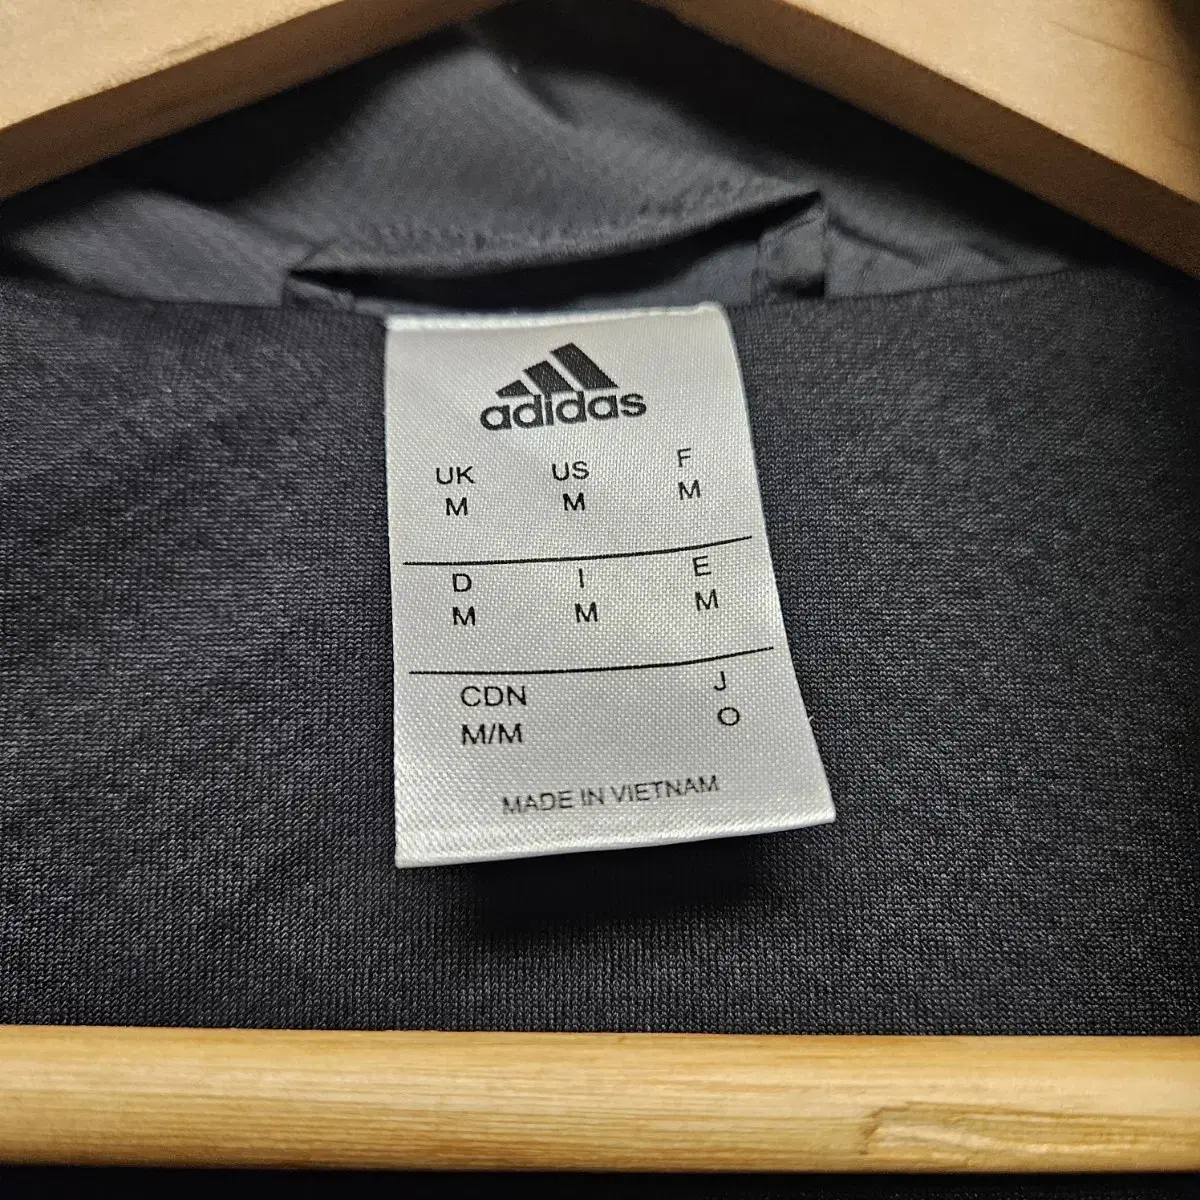 adidas
UK US F
M M M
D I E
M M M
CDN J
M/M O
MADE IN VIETNAM